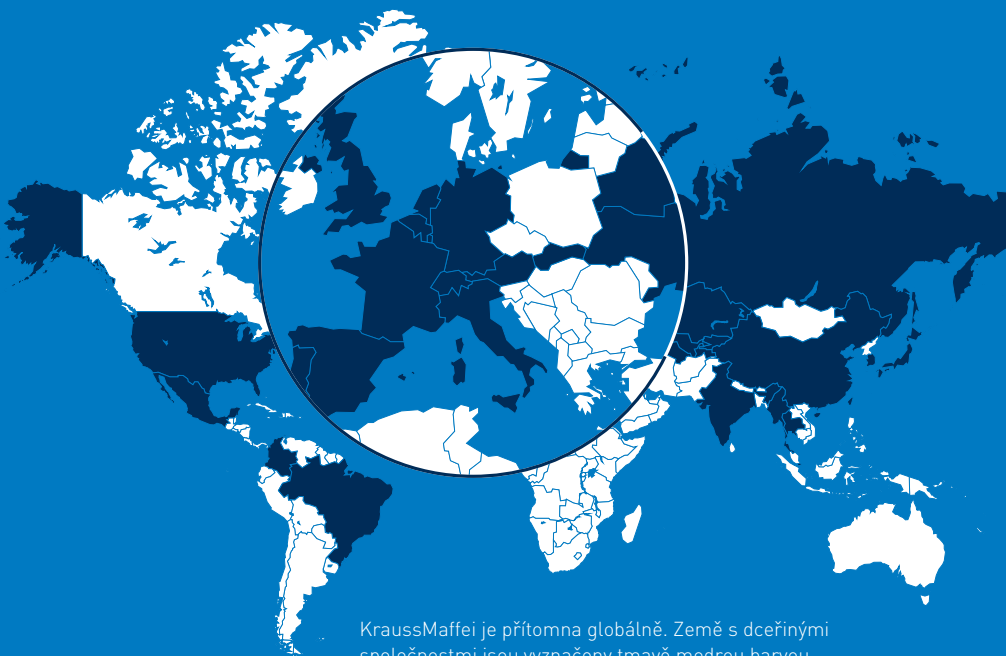 KraussMaffei je přítomna globálně. Země s dceřinými
společnostmi jsou vyznačeny tmavě modrou barvou